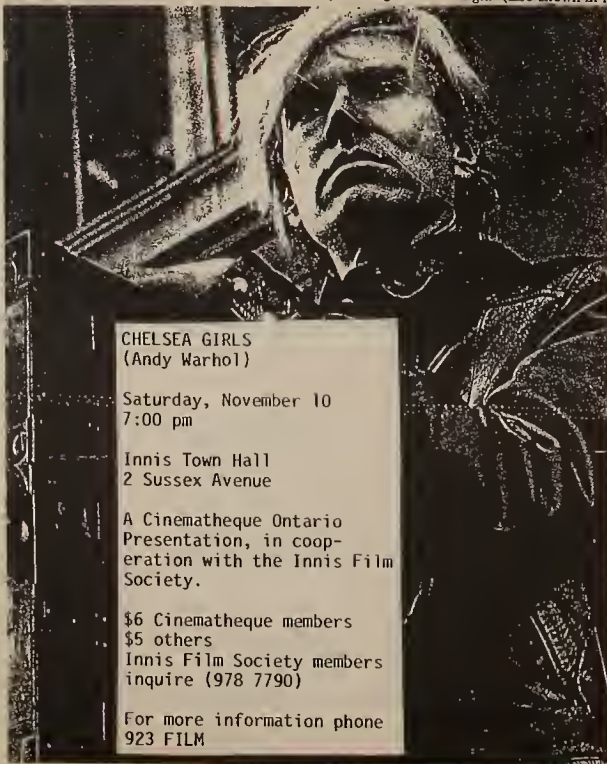 CHELSEA GIRLS
(Andy Warhol)
Saturday, November 10
7:00 pm
Innis Town Hall
2 Sussex Avenue
A Cinematheque Ontario
Presentation, in coop-
eration with the Innis Film
Society.
$6 Cinematheque members
$5 others
Innis Film Society members
inquire (978 7790)
For more information phone
923 FILM